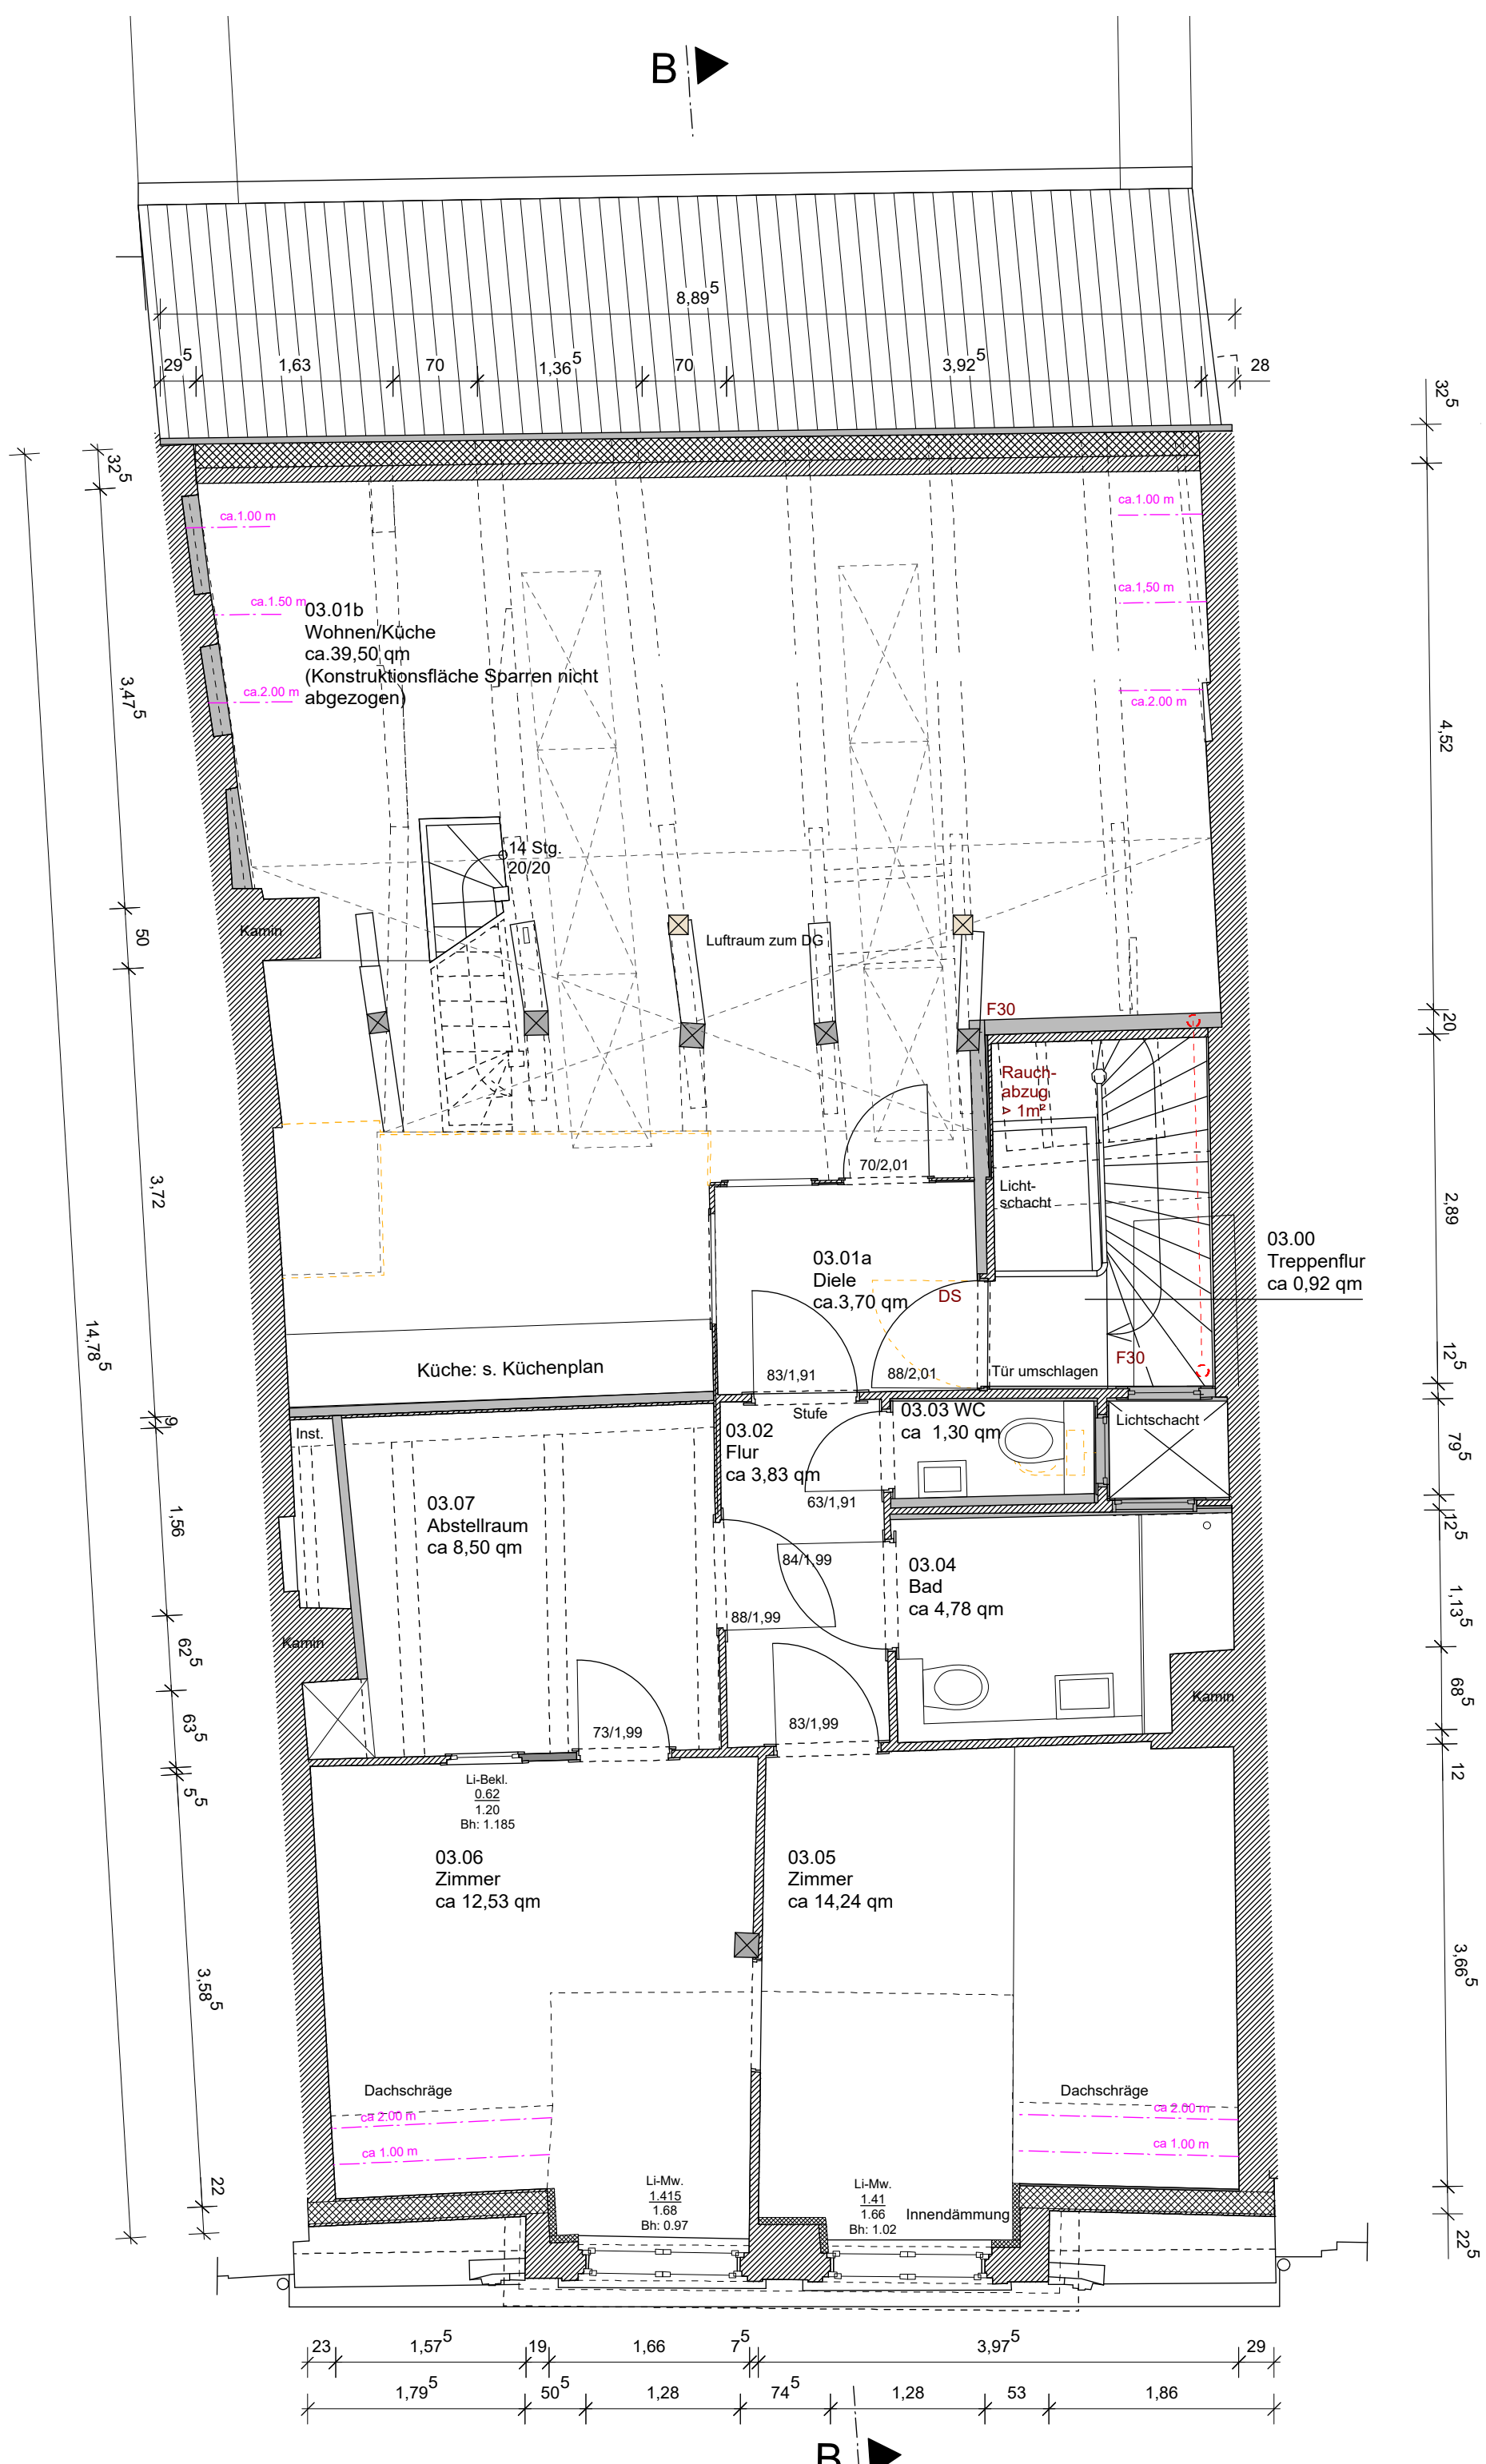 B
8,89⁵
29⁵
1,63
70
1,36⁵
70
3,92⁵
28
32⁵
32⁵
ca.1.00 m
ca.1.00 m
ca.1.50 m
ca.1,50 m
03.01b
Wohnen/Küche
ca.39,50 qm
(Konstruktionsfläche Sparren nicht
abgezogen)
ca.2.00 m
ca.2.00 m
3,47⁵
4,52
14 Stg.
20/20
Kamin
Luftraum zum DG
50
F30
20
Rauch-
abzug
> 1m²
70/2,01
Licht-
schacht
3,72
2,89
03.00
Treppenflur
ca 0,92 qm
03.01a
Diele
ca.3,70 qm
DS
14,78⁵
F30
12⁵
Küche: s. Küchenplan
83/1,91
88/2,01
Tür umschlagen
9
Stufe
03.03 WC
ca 1,30 qm
Lichtschacht
Inst.
03.02
Flur
ca 3,83 qm
79⁵
03.07
Abstellraum
ca 8,50 qm
63/1,91
1,56
12⁵
84/1,99
03.04
Bad
ca 4,78 qm
88/1,99
1,13⁵
Kamin
62⁵
Kamin
68⁵
63⁵
73/1,99
83/1,99
5⁵
12
Li-Bekl.
0.62
1.20
Bh: 1.185
03.06
Zimmer
ca 12,53 qm
03.05
Zimmer
ca 14,24 qm
3,58⁵
3,66⁵
Dachschräge
Dachschräge
ca 2.00 m
ca 2.00 m
ca 1.00 m
ca 1.00 m
22
Li-Mw.
1.415
1.68
Bh: 0.97
Li-Mw.
1.41
1.66
Bh: 1.02
Innendämmung
22⁵
23
1,57⁵
19
1,66
7⁵
3,97⁵
29
1,79⁵
50⁵
1,28
74⁵
1,28
53
1,86
B